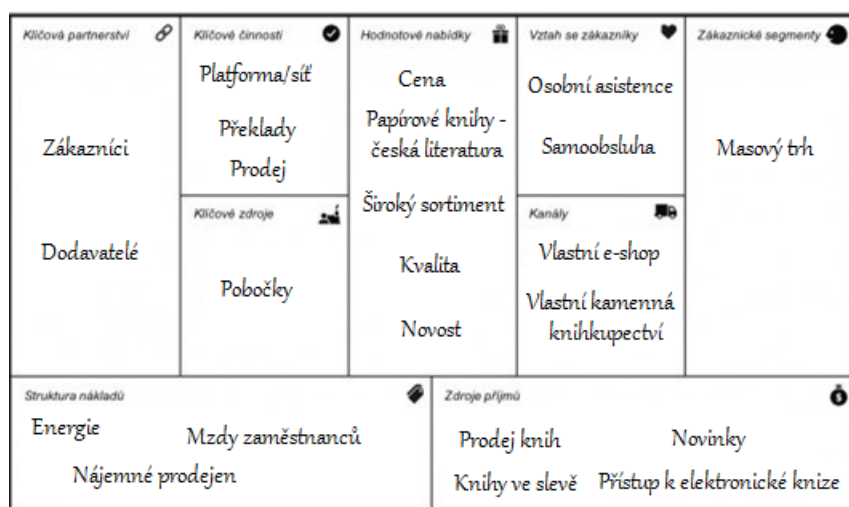 Klíčová partnerství
Zákazníci
Dodavatelé
Klíčové činnosti
Platforma/síť
Překlady
Prodej
Klíčové zdroje
Pobočky
Hodnotové nabídky
Cena
Papírové knihy -
česká literatura
Široký sortiment
Kvalita
Novost
Vztah se zákazníky
Osobní asistence
Samoobsluha
Kanály
Vlastní e-shop
Vlastní kamenná
knihkupectví
Zákaznické segmenty
Masový trh
Struktura nákladů
Energie
Mzdy zaměstnanců
Nájemné prodejen
Zdroje příjmů
Prodej knih
Novinky
Knihy ve slevě
Přístup k elektronické knize